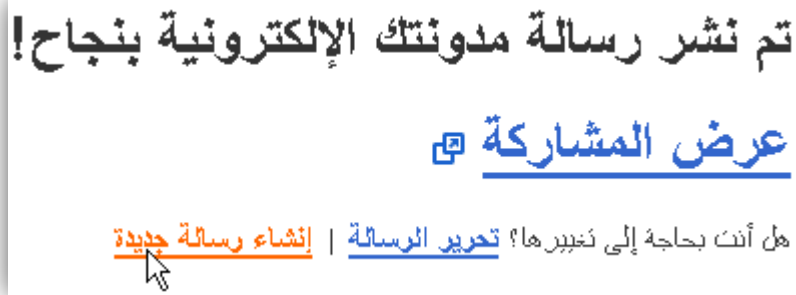 تم نشر رسالة مدونتك الإلكترونية بنجاح!
عرض المشاركة
هل أنت بحاجة إلى تغييرها؟ تحرير الرسالة | إنشاء رسالة جديدة